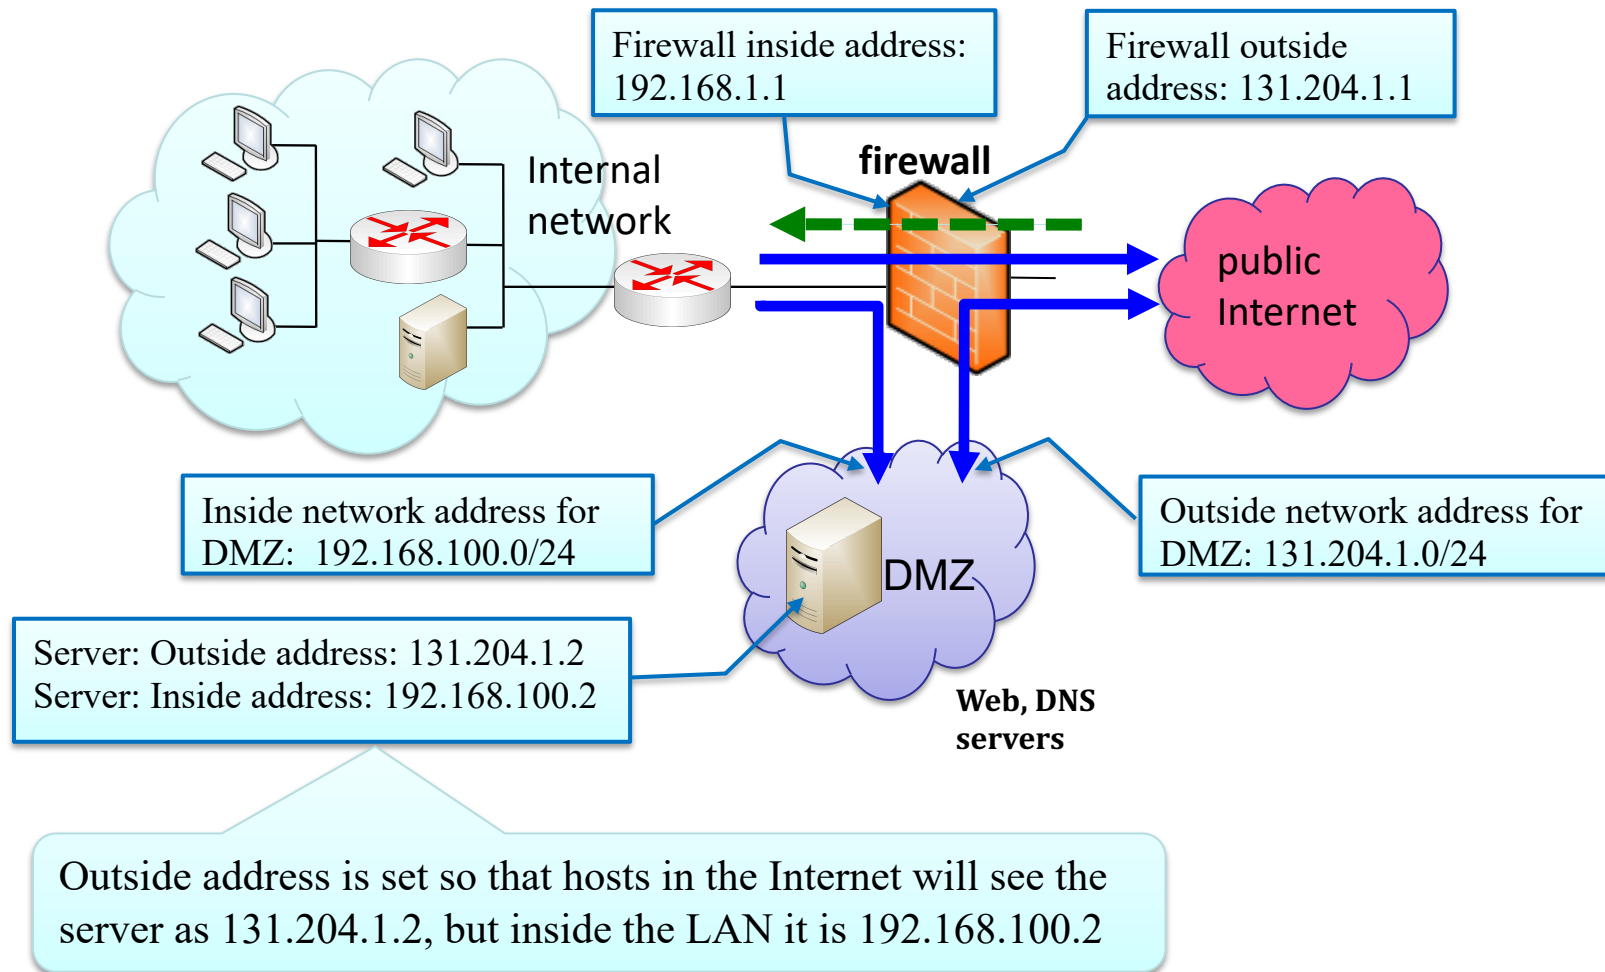 Firewall inside address:
192.168.1.1
Firewall outside
address: 131.204.1.1
firewall
Internal
network
public
Internet
Inside network address for
DMZ:  192.168.100.0/24
Outside network address for
DMZ: 131.204.1.0/24
DMZ
Server: Outside address: 131.204.1.2
Server: Inside address: 192.168.100.2
Web, DNS
servers
Outside address is set so that hosts in the Internet will see the
server as 131.204.1.2, but inside the LAN it is 192.168.100.2